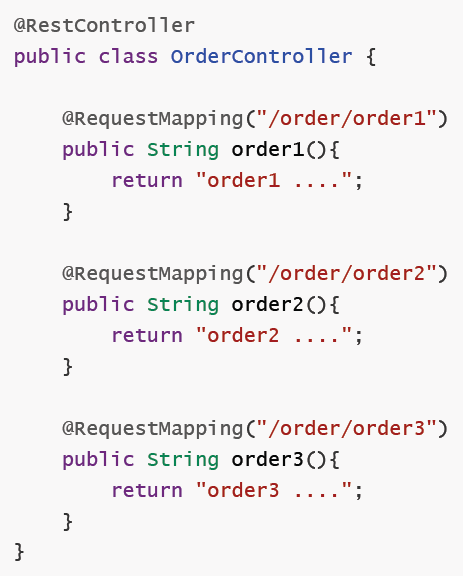 @RestController
public class OrderController {
    @RequestMapping("/order/order1")
    public String order1(){
        return "order1 ....";
    }
    @RequestMapping("/order/order2")
    public String order2(){
        return "order2 ....";
    }
    @RequestMapping("/order/order3")
    public String order3(){
        return "order3 ....";
    }
}